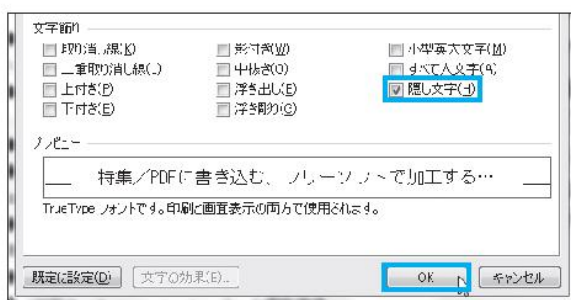 文字飾り
取り消し線(K) 影付き(W) 小型英大文字(M)
二重取り消し線(L) 中抜き(O) すべて大文字(A)
上付き(P) 浮き出し(E) 隠し文字(H)
下付き(E) 浮き彫り(G)
プレビュー
特集/PDFに書き込む、フリーソフトで加工する…
TrueType フォントです。印刷と画面表示の両方で使用されます。
既定に設定(D) 文字の効果(E)... OK キャンセル